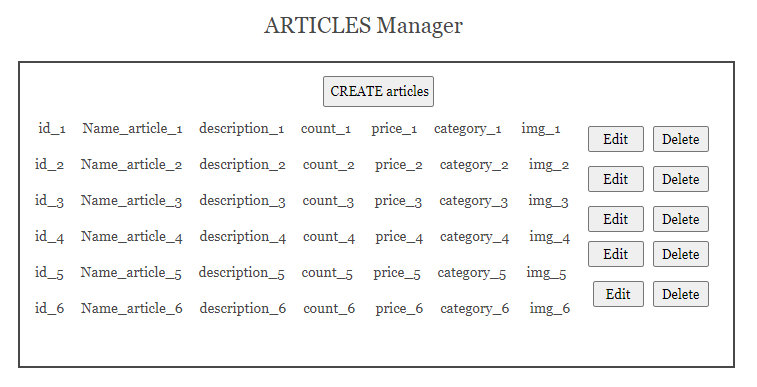 ARTICLES Manager
CREATE articles
id_1 Name_article_1 description_1 count_1 price_1 category_1 img_1 Edit Delete
id_2 Name_article_2 description_2 count_2 price_2 category_2 img_2 Edit Delete
id_3 Name_article_3 description_3 count_3 price_3 category_3 img_3 Edit Delete
id_4 Name_article_4 description_4 count_4 price_4 category_4 img_4 Edit Delete
id_5 Name_article_5 description_5 count_5 price_5 category_5 img_5 Edit Delete
id_6 Name_article_6 description_6 count_6 price_6 category_6 img_6